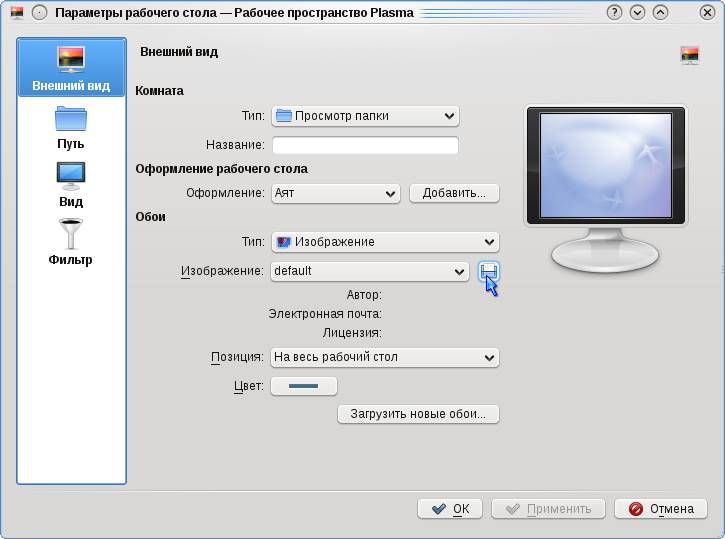 Параметры рабочего стола — Рабочее пространство Plasma
Внешний вид
Путь
Вид
Фильтр
Внешний вид
Комната
Тип: Просмотр папки
Название:
Оформление рабочего стола
Оформление: Аят Добавить...
Обои
Тип: Изображение
Изображение: default
Автор:
Электронная почта:
Лицензия:
Позиция: На весь рабочий стол
Цвет:
Загрузить новые обои...
ОК Применить Отмена